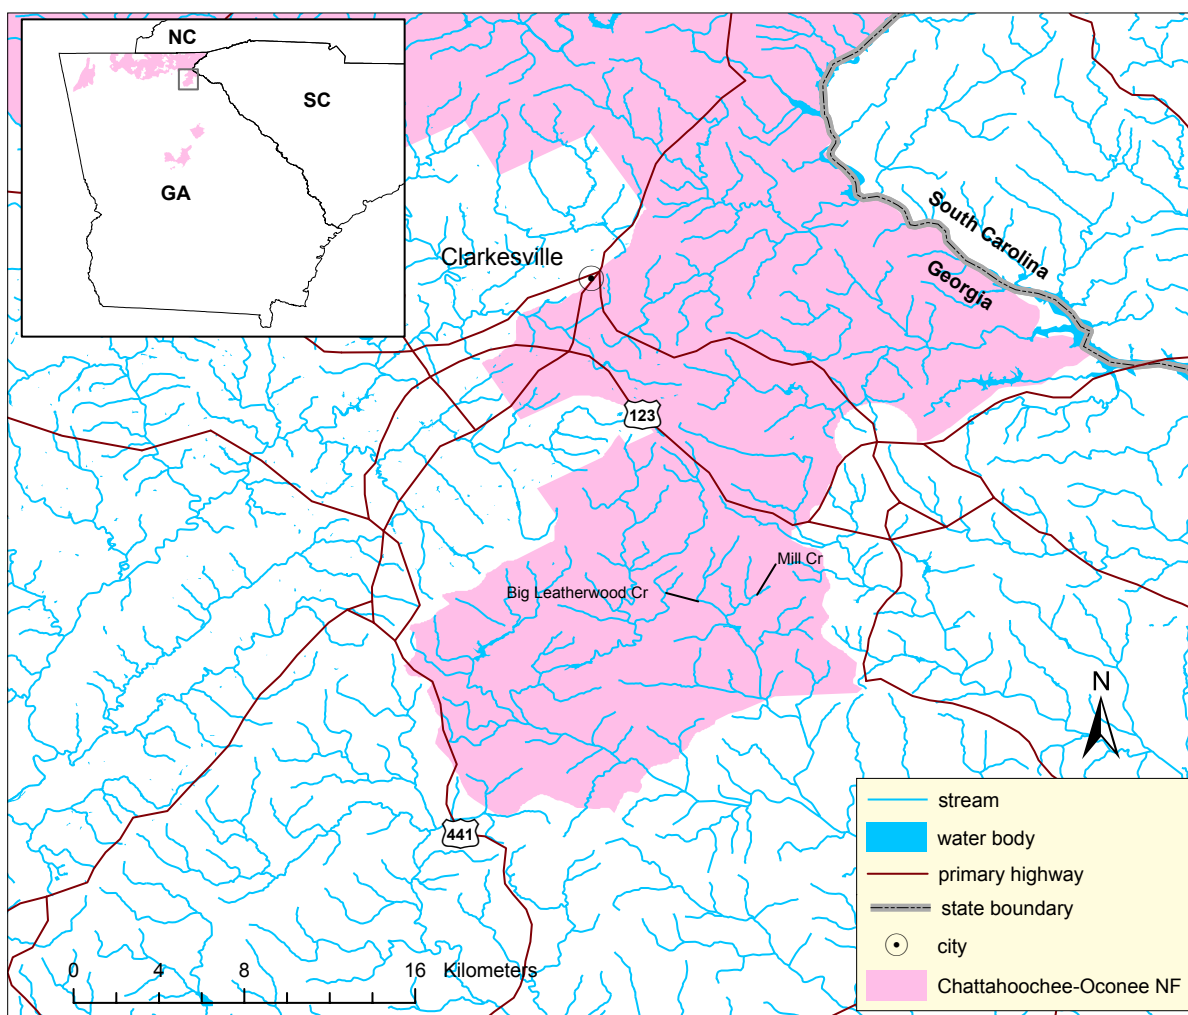 NC
SC
GA
South Carolina
Georgia
Clarkesville
123
Mill Cr
Big Leatherwood Cr
N
441
stream
water body
primary highway
state boundary
city
Chattahoochee-Oconee NF
0 4 8 16 Kilometers